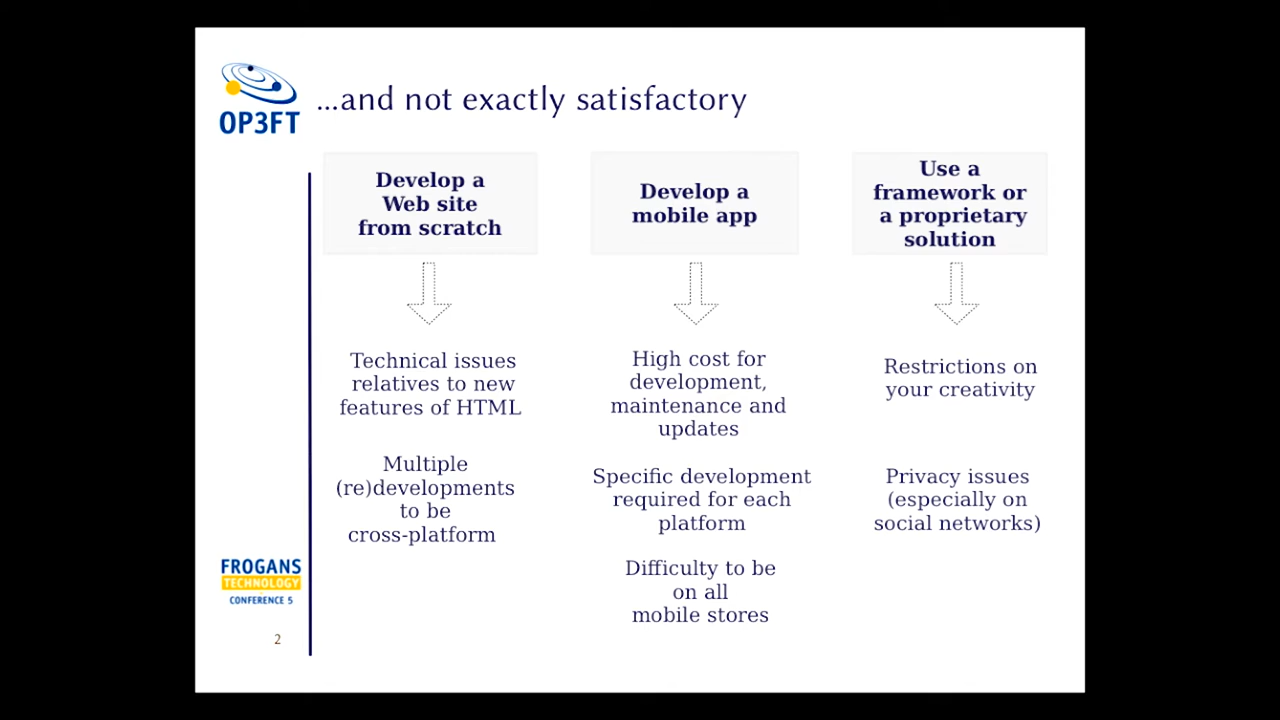 OP3FT
...and not exactly satisfactory
Develop a
Web site
from scratch
Technical issues
relatives to new
features of HTML
Multiple
(re)developments
to be
cross-platform
Develop a
mobile app
High cost for
development,
maintenance and
updates
Specific development
required for each
platform
Difficulty to be
on all
mobile stores
Use a
framework or
a proprietary
solution
Restrictions on
your creativity
Privacy issues
(especially on
social networks)
FROGANS
TECHNOLOGY
CONFERENCE 5
2